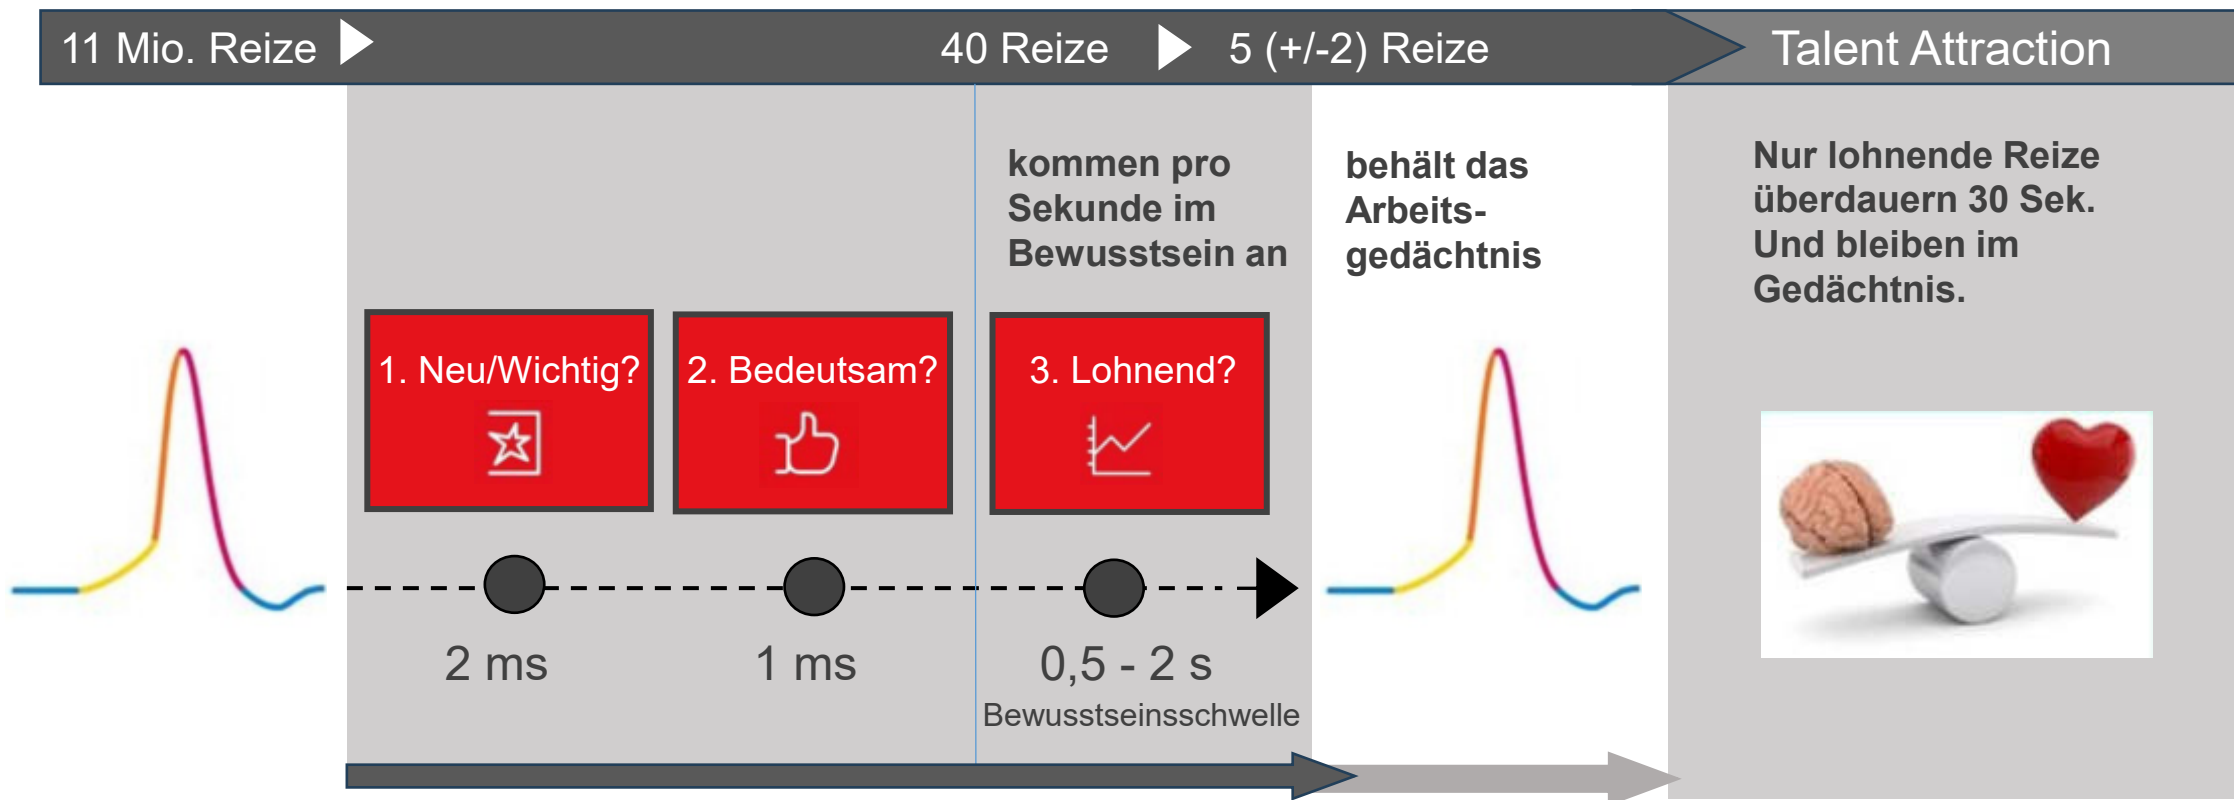 11 Mio. Reize
40 Reize
5 (+/-2) Reize
Talent Attraction
kommen pro
Sekunde im
Bewusstsein an
behält das
Arbeits-
gedächtnis
Nur lohnende Reize
überdauern 30 Sek.
Und bleiben im
Gedächtnis.
1. Neu/Wichtig?
2. Bedeutsam?
3. Lohnend?
2 ms
1 ms
0,5 - 2 s
Bewusstseinsschwelle